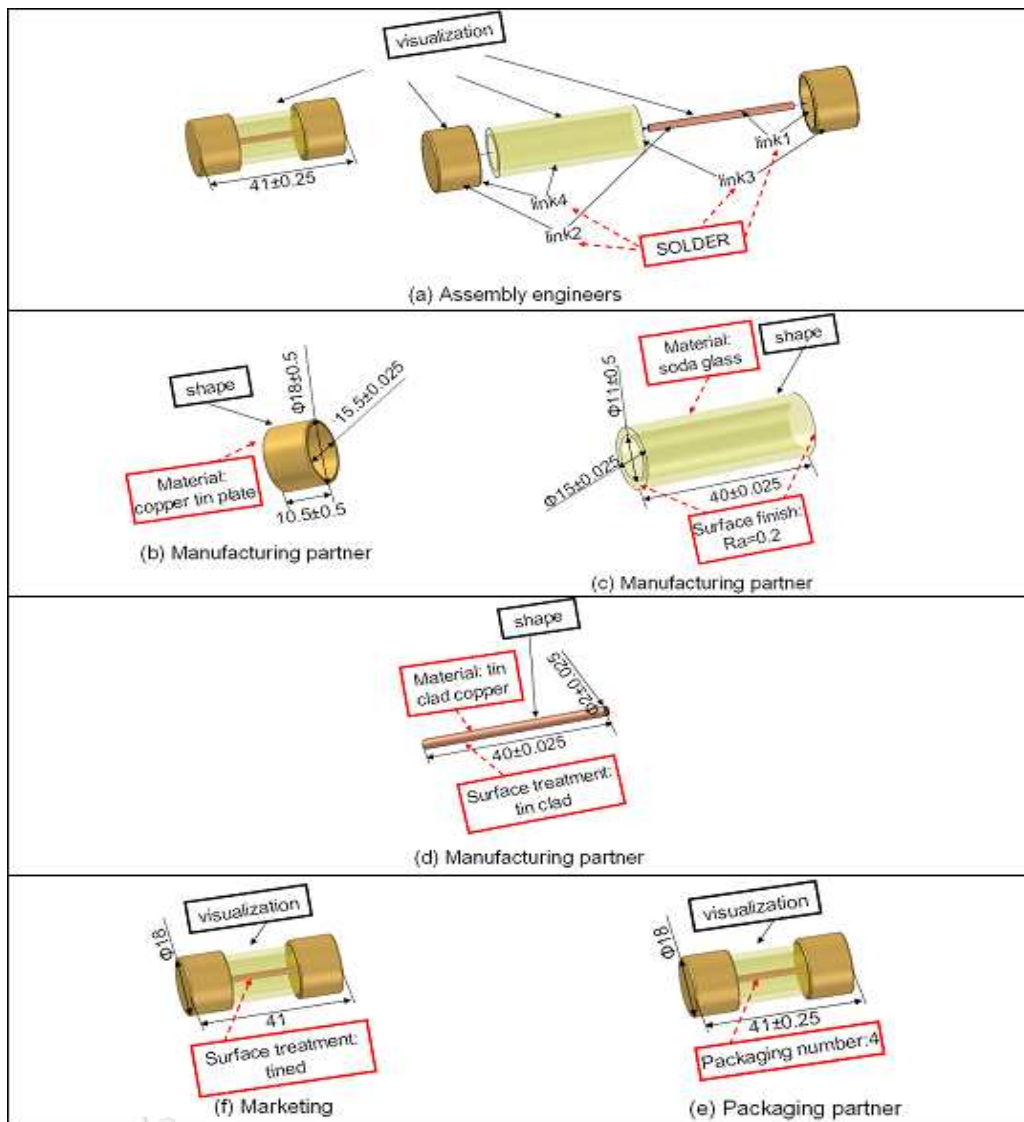 visualization
41±0.25
link1
link3
link4
link2
SOLDER
(a) Assembly engineers
shape
Φ18±0.5
15.5±0.025
Material:
copper tin plate
10.5±0.5
(b) Manufacturing partner
Material:
soda glass
shape
Φ11±0.5
Φ15±0.025
40±0.025
Surface finish:
Ra=0.2
(c) Manufacturing partner
shape
Material: tin
clad copper
Φ2±0.025
40±0.025
Surface treatment:
tin clad
(d) Manufacturing partner
visualization
Φ18
41
Surface treatment:
tined
(f) Marketing
visualization
Φ18
41±0.25
Packaging number:4
(e) Packaging partner